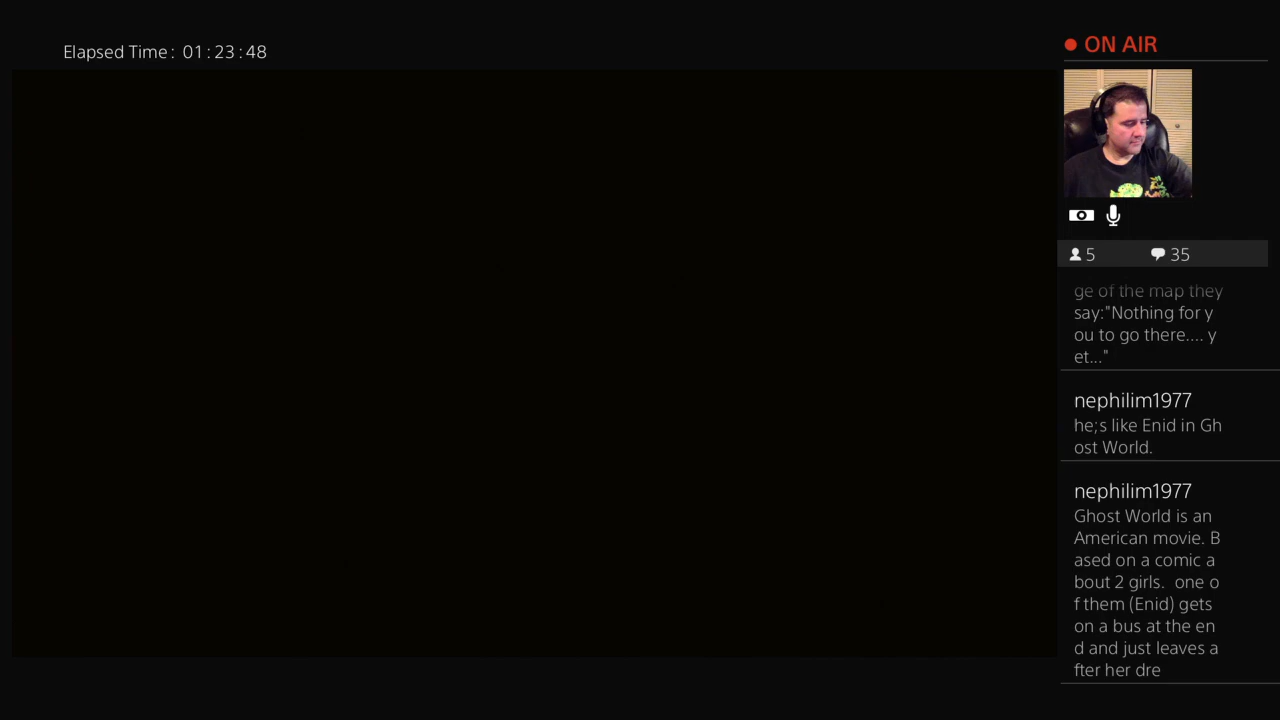 Elapsed Time: 01:23:48
ON AIR
5 35
ge of the map they
say:"Nothing for y
ou to go there.... y
et..."
nephilim1977
he;s like Enid in Gh
ost World.
nephilim1977
Ghost World is an
American movie. B
ased on a comic a
bout 2 girls.  one o
f them (Enid) gets
on a bus at the en
d and just leaves a
fter her dre